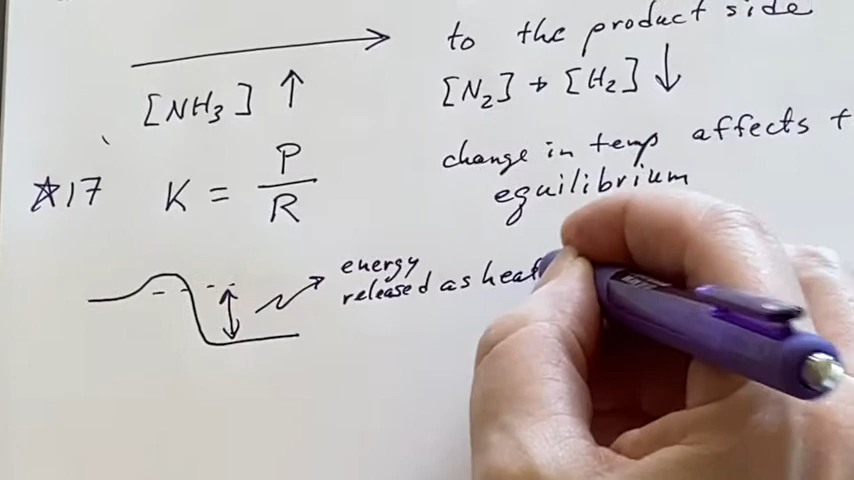 to the product side
[NH3] ↑
[N2] + [H2] ↓
change in temp affects
equilibrium
☆17 K = P/R
energy
released as heat